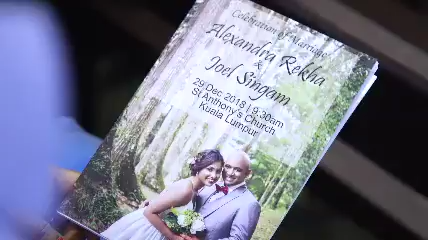 Celebration of Marriage
Alexandra Rekha
&
Joel Singam
29 Dec 2018 | 9:30am
St Anthony's Church
Kuala Lumpur